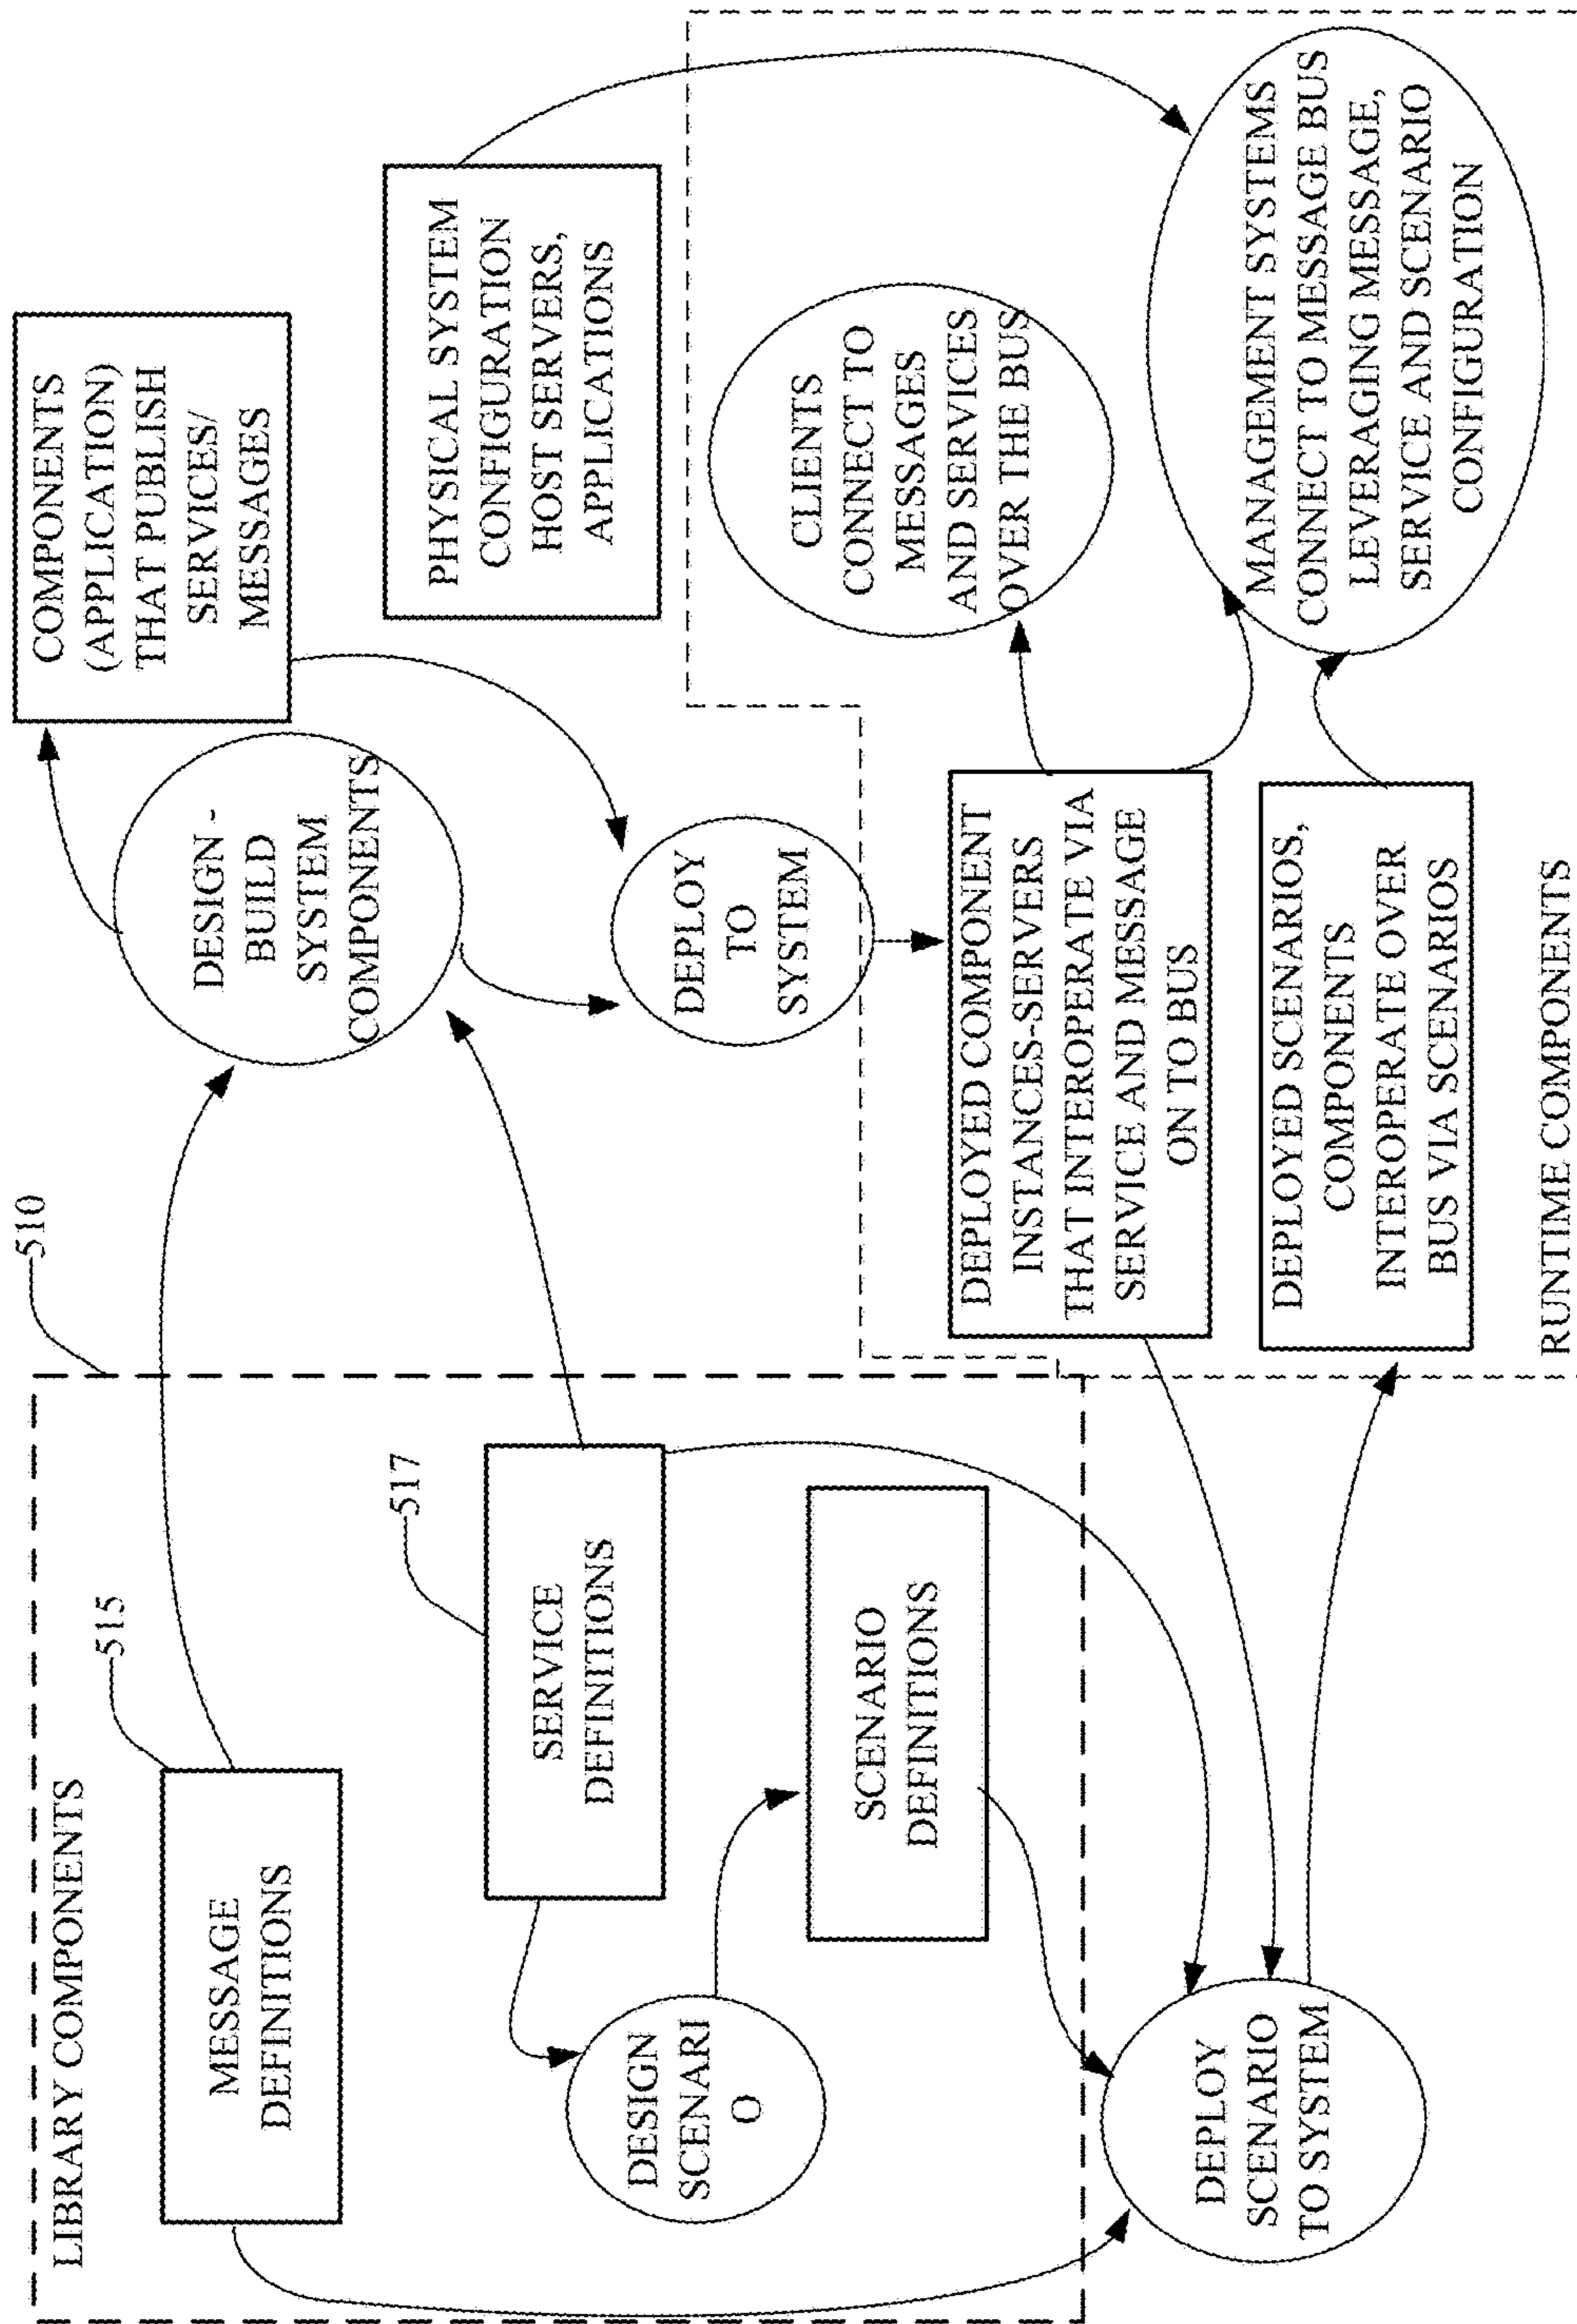 510
LIBRARY COMPONENTS
515
MESSAGE
DEFINITIONS
517
SERVICE
DEFINITIONS
DESIGN
SCENARI
O
SCENARIO
DEFINITIONS
DEPLOY
SCENARIO
TO SYSTEM
DESIGN -
BUILD
SYSTEM
COMPONENTS
COMPONENTS
(APPLICATION)
THAT PUBLISH
SERVICES/
MESSAGES
DEPLOY
TO
SYSTEM
PHYSICAL SYSTEM
CONFIGURATION
HOST SERVERS,
APPLICATIONS
DEPLOYED COMPONENT
INSTANCES-SERVERS
THAT INTEROPERATE VIA
SERVICE AND MESSAGE
ON TO BUS
CLIENTS
CONNECT TO
MESSAGES
AND SERVICES
OVER THE BUS
DEPLOYED SCENARIOS,
COMPONENTS
INTEROPERATE OVER
BUS VIA SCENARIOS
MANAGEMENT SYSTEMS
CONNECT TO MESSAGE BUS
LEVERAGING MESSAGE,
SERVICE AND SCENARIO
CONFIGURATION
RUNTIME COMPONENTS